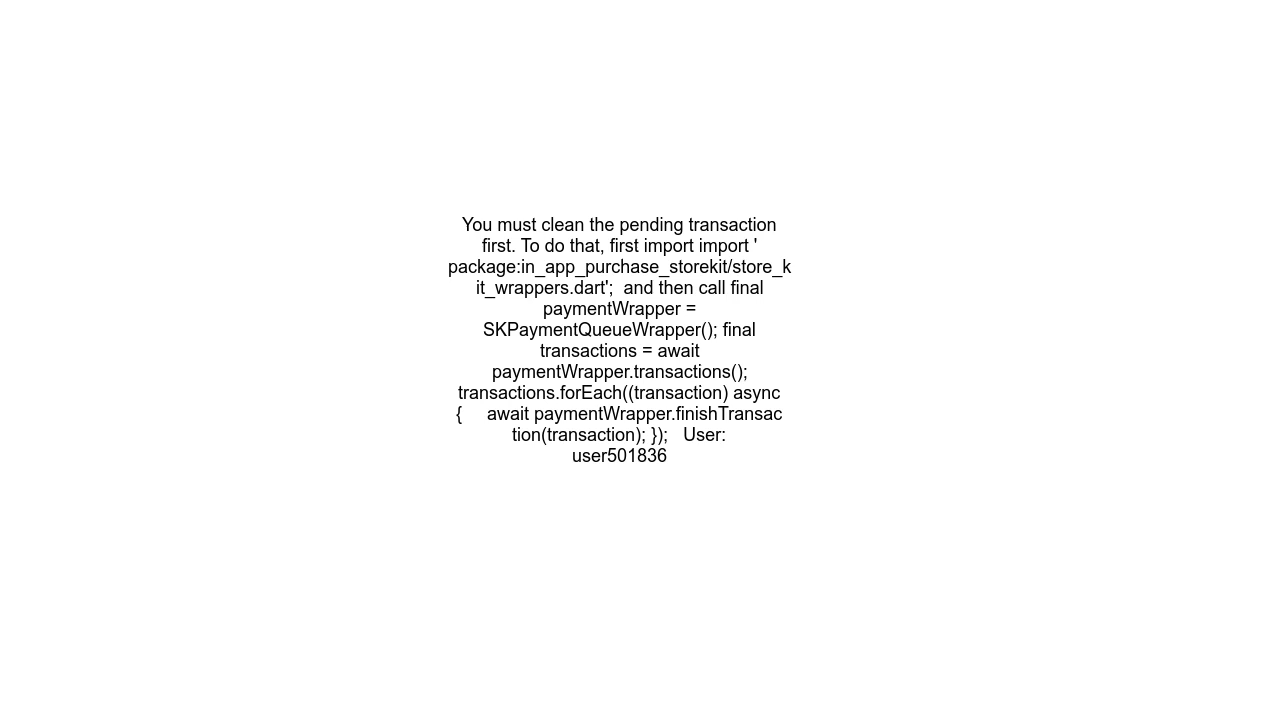 You must clean the pending transaction
first. To do that, first import import '
package:in_app_purchase_storekit/store_k
it_wrappers.dart';  and then call final
paymentWrapper =
SKPaymentQueueWrapper(); final
transactions = await
paymentWrapper.transactions();
transactions.forEach((transaction) async
{     await paymentWrapper.finishTransac
tion(transaction); });   User:
user501836